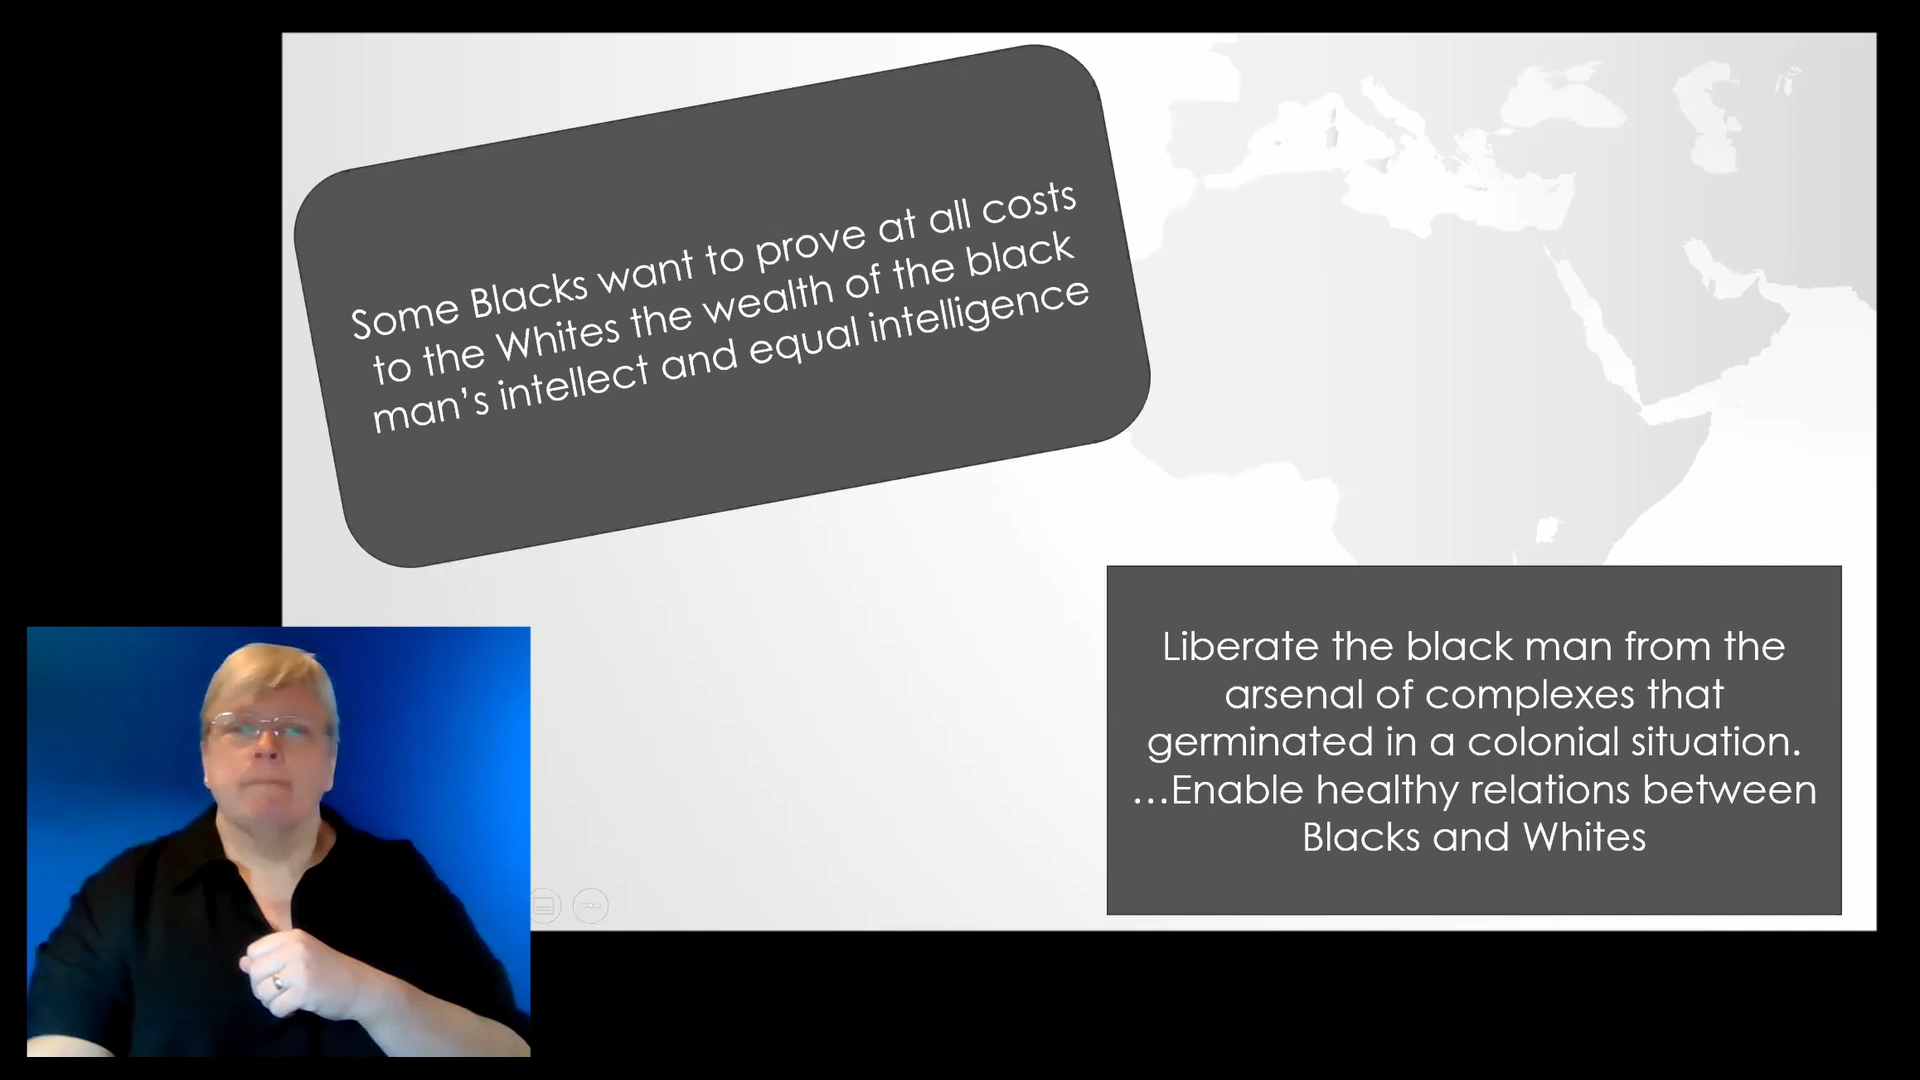 Some Blacks want to prove at all costs
to the Whites the wealth of the black
man’s intellect and equal intelligence
Liberate the black man from the
arsenal of complexes that
germinated in a colonial situation.
…Enable healthy relations between
Blacks and Whites